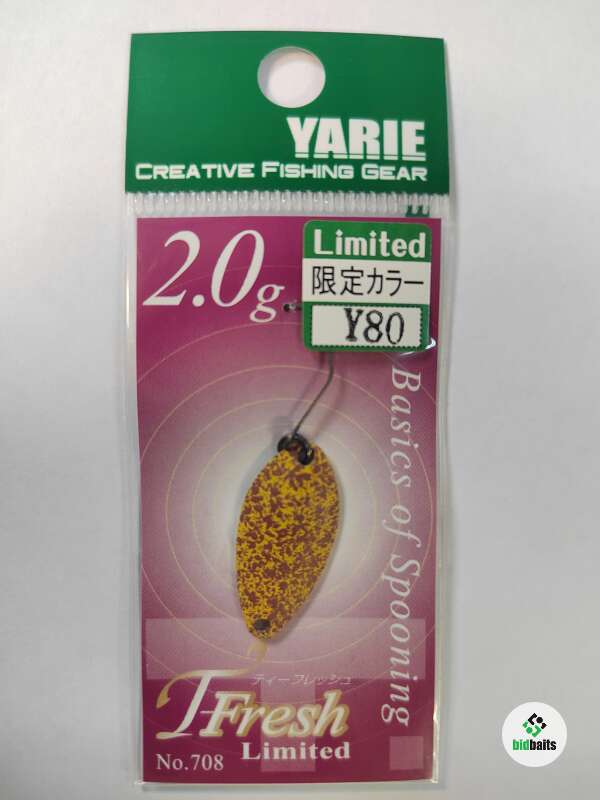 YARIE
CREATIVE FISHING GEAR
2.0g
Limited
限定カラー
Y80
Basics of Spooning
ティーフレッシュ
T-Fresh
Limited
No.708
bidbaits